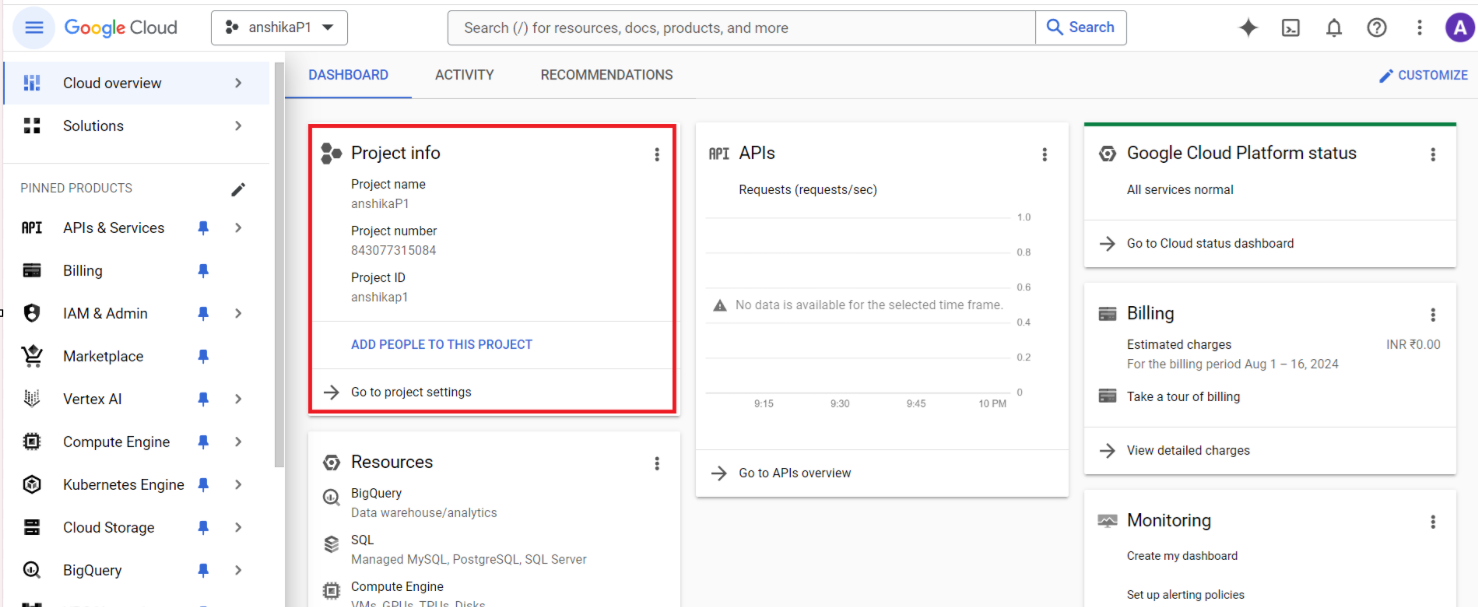 Google Cloud
anshikaP1
Search (/) for resources, docs, products, and more
Search
A
Cloud overview
Solutions
PINNED PRODUCTS
API APIs & Services
Billing
IAM & Admin
Marketplace
Vertex AI
Compute Engine
Kubernetes Engine
Cloud Storage
BigQuery
DASHBOARD
ACTIVITY
RECOMMENDATIONS
CUSTOMIZE
Project info
Project name
anshikaP1
Project number
843077315084
Project ID
anshikap1
ADD PEOPLE TO THIS PROJECT
Go to project settings
Resources
BigQuery
Data warehouse/analytics
SQL
Managed MySQL, PostgreSQL, SQL Server
Compute Engine
VMs, GPUs, TPUs, Disks
API APIs
Requests (requests/sec)
1.0
0.8
0.6
No data is available for the selected time frame.
0.4
0.2
0
9:15 9:30 9:45 10 PM
Go to APIs overview
Google Cloud Platform status
All services normal
Go to Cloud status dashboard
Billing
Estimated charges INR ₹0.00
For the billing period Aug 1 – 16, 2024
Take a tour of billing
View detailed charges
Monitoring
Create my dashboard
Set up alerting policies